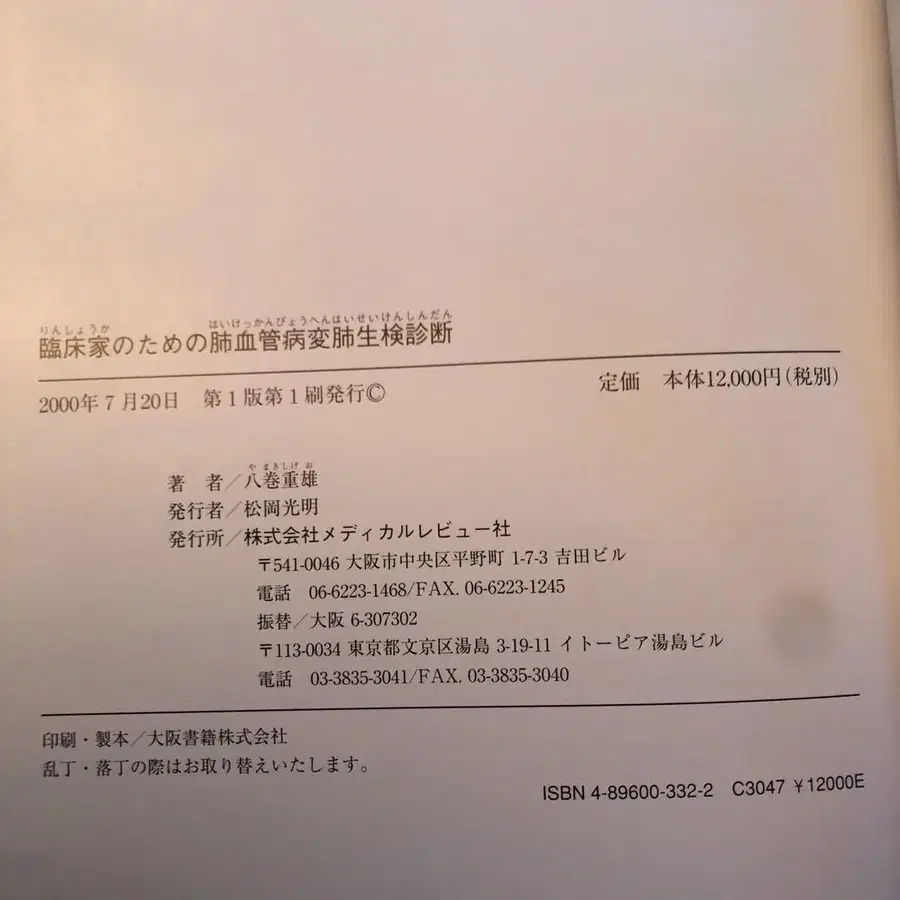 りんしょうか はいけっかんびょうへんはいせいけんしんだん
臨床家のための肺血管病変肺生検診断
2000年7月20日 第1版第1刷発行© 定価 本体12,000円(税別)
やまきしげお
著 者/八巻重雄
発行者/松岡光明
発行所/株式会社メディカルレビュー社
〒541-0046 大阪市中央区平野町 1-7-3 吉田ビル
電話 06-6223-1468/FAX. 06-6223-1245
振替/大阪 6-307302
〒113-0034 東京都文京区湯島 3-19-11 イトーピア湯島ビル
電話 03-3835-3041/FAX. 03-3835-3040
印刷・製本/大阪書籍株式会社
乱丁・落丁の際はお取り替えいたします。
ISBN 4-89600-332-2 C3047 ¥12000E